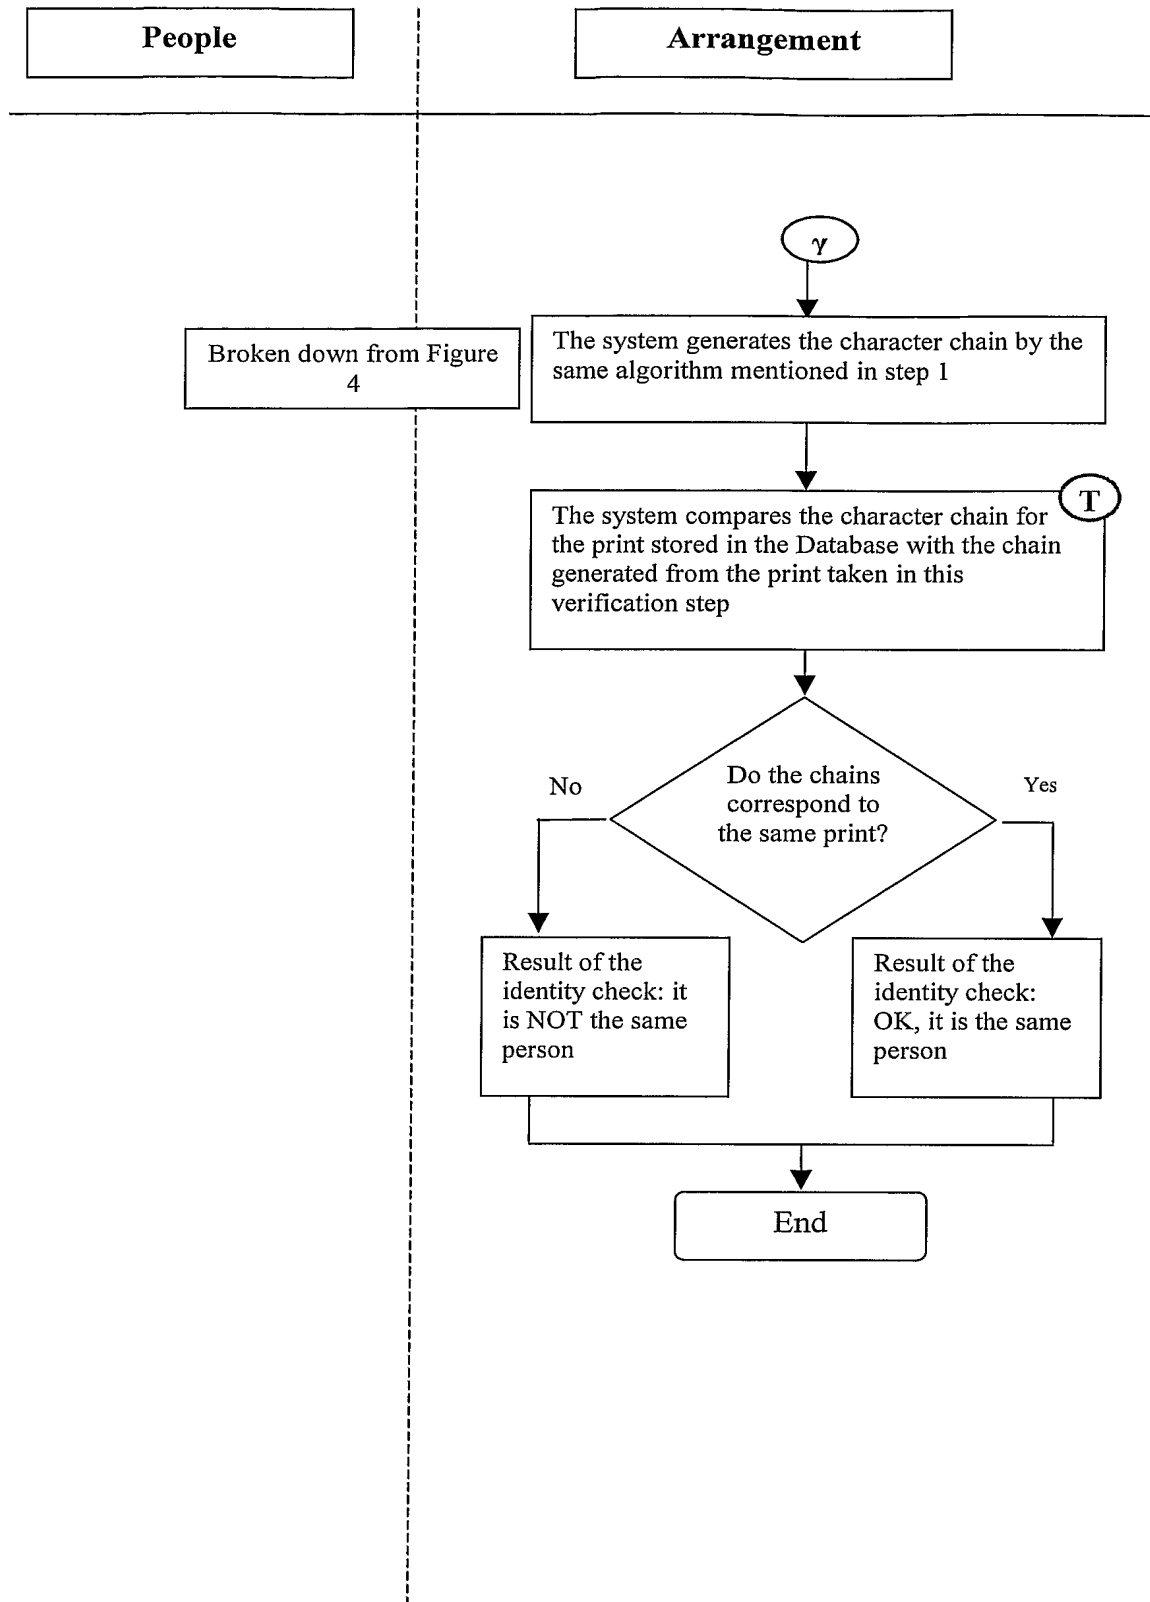 People
Arrangement
γ
Broken down from Figure
4
The system generates the character chain by the
same algorithm mentioned in step 1
T
The system compares the character chain for
the print stored in the Database with the chain
generated from the print taken in this
verification step
Do the chains
correspond to
the same print?
No
Yes
Result of the
identity check: it
is NOT the same
person
Result of the
identity check:
OK, it is the same
person
End